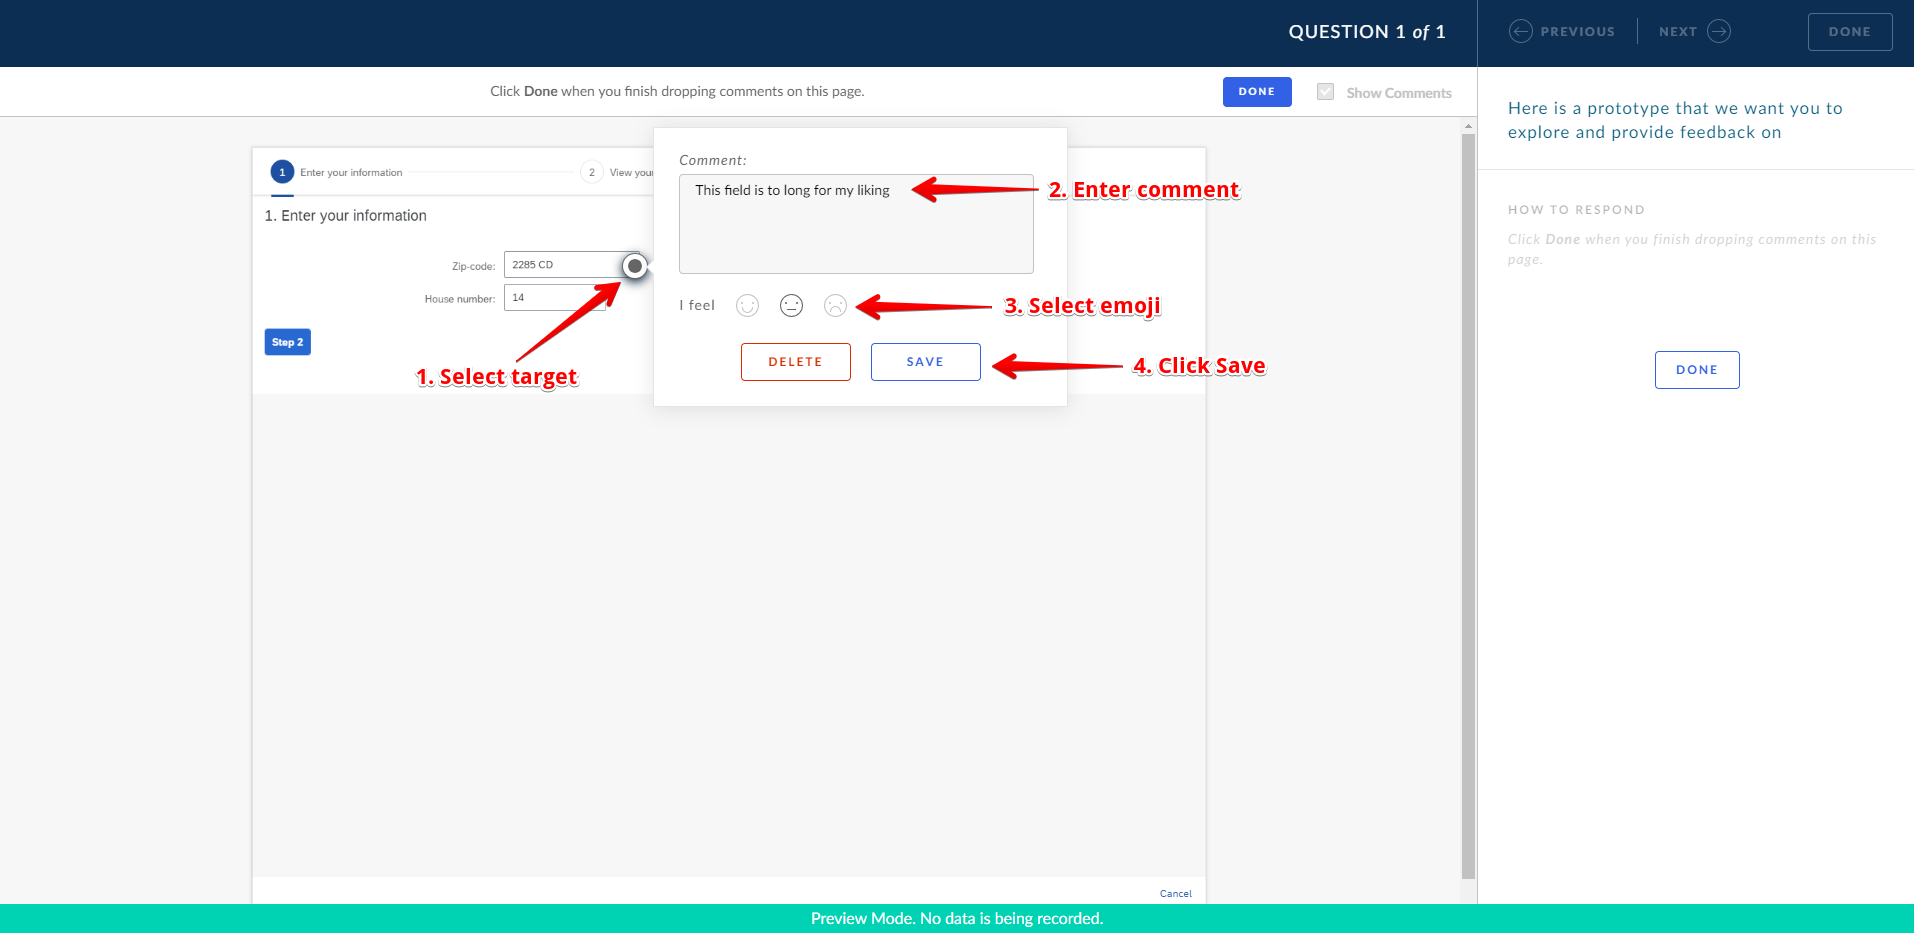 QUESTION 1 of 1
PREVIOUS
NEXT
DONE
Click Done when you finish dropping comments on this page.
DONE
Show Comments
Here is a prototype that we want you to
explore and provide feedback on
HOW TO RESPOND
Click Done when you finish dropping comments on this
page.
DONE
1 Enter your information
2 View your
1. Enter your information
Zip-code: 2285 CD
House number: 14
Step 2
1. Select target
Comment:
This field is to long for my liking
2. Enter comment
I feel
3. Select emoji
DELETE
SAVE
4. Click Save
Cancel
Preview Mode. No data is being recorded.